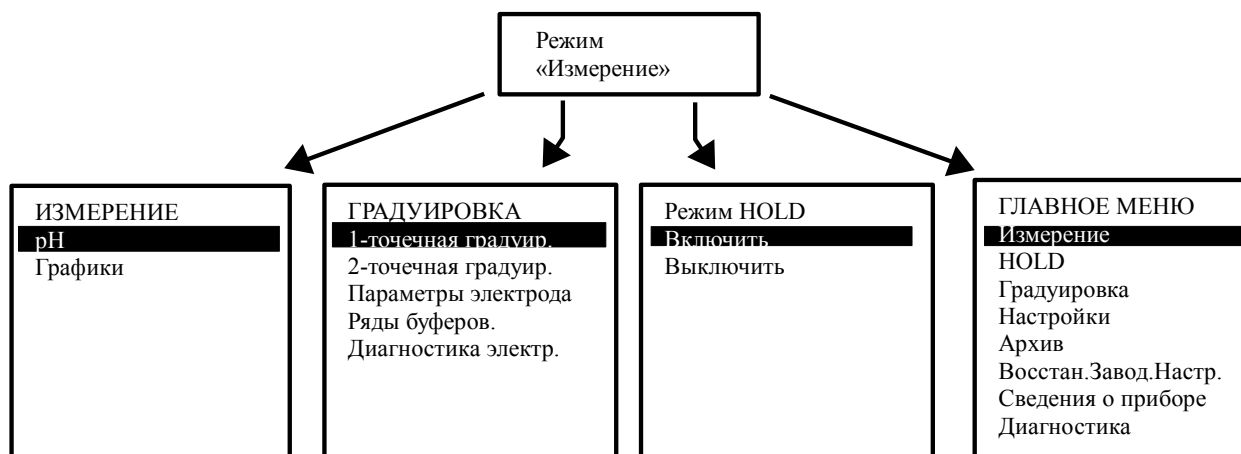 Режим
«Измерение»
ИЗМЕРЕНИЕ
pH
Графики
ГРАДУИРОВКА
1-точечная градуир.
2-точечная градуир.
Параметры электрода
Ряды буферов.
Диагностика электр.
Режим HOLD
Включить
Выключить
ГЛАВНОЕ МЕНЮ
Измерение
HOLD
Градуировка
Настройки
Архив
Восстан.Завод.Настр.
Сведения о приборе
Диагностика